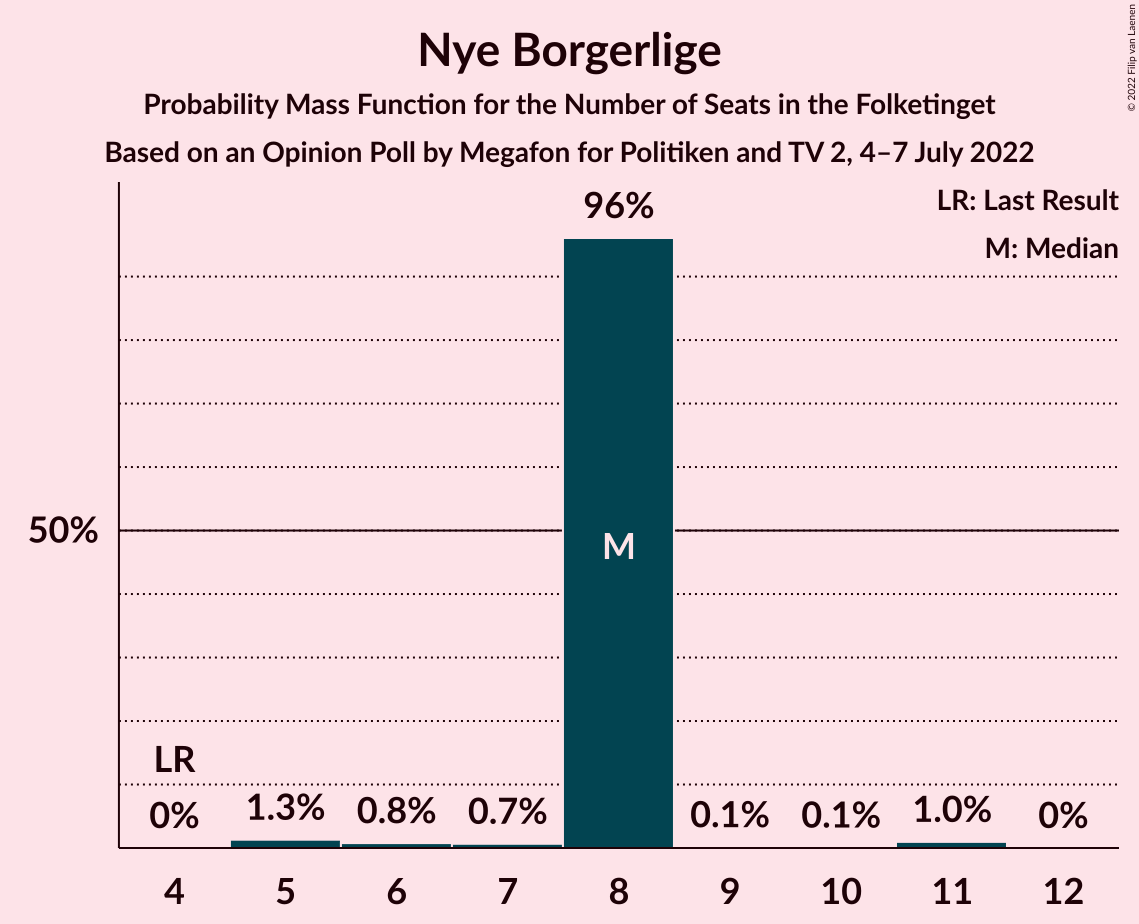 Nye Borgerlige
Probability Mass Function for the Number of Seats in the Folketinget
Based on an Opinion Poll by Megafon for Politiken and TV 2, 4–7 July 2022
© 2022 Filip van Laenen
LR: Last Result
M: Median
96%
50%
M
LR
0%
1.3%
0.8%
0.7%
0.1%
0.1%
1.0%
0%
4 5 6 7 8 9 10 11 12